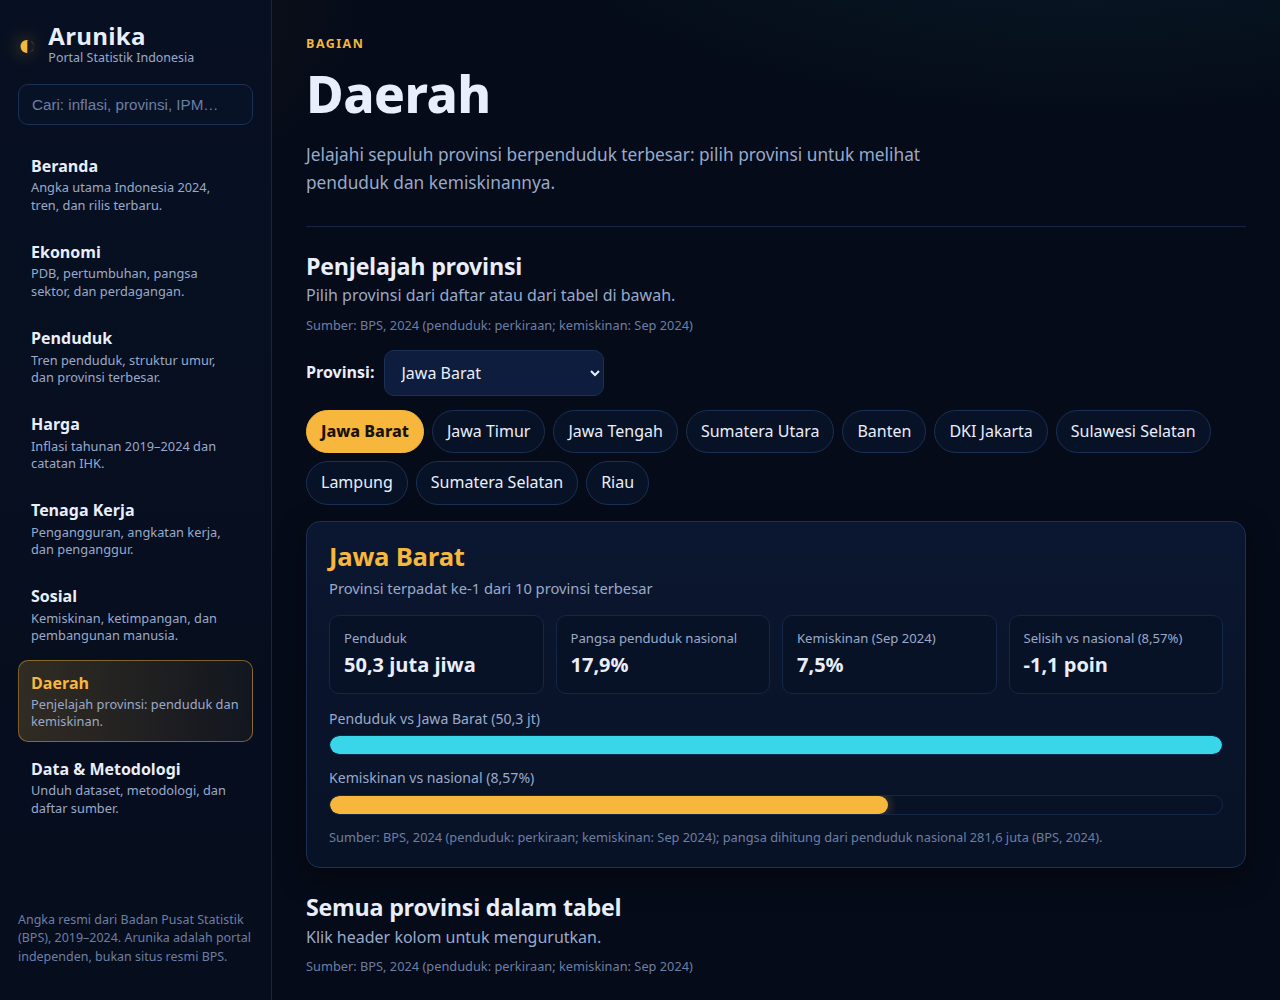 Arunika
Portal Statistik Indonesia
Cari: inflasi, provinsi, IPM…
Beranda
Angka utama Indonesia 2024,
tren, dan rilis terbaru.
Ekonomi
PDB, pertumbuhan, pangsa
sektor, dan perdagangan.
Penduduk
Tren penduduk, struktur umur,
dan provinsi terbesar.
Harga
Inflasi tahunan 2019–2024 dan
catatan IHK.
Tenaga Kerja
Pengangguran, angkatan kerja,
dan penganggur.
Sosial
Kemiskinan, ketimpangan, dan
pembangunan manusia.
Daerah
Penjelajah provinsi: penduduk dan
kemiskinan.
Data & Metodologi
Unduh dataset, metodologi, dan
daftar sumber.
Angka resmi dari Badan Pusat Statistik
(BPS), 2019–2024. Arunika adalah portal
independen, bukan situs resmi BPS.
BAGIAN
Daerah
Jelajahi sepuluh provinsi berpenduduk terbesar: pilih provinsi untuk melihat
penduduk dan kemiskinannya.
Penjelajah provinsi
Pilih provinsi dari daftar atau dari tabel di bawah.
Sumber: BPS, 2024 (penduduk: perkiraan; kemiskinan: Sep 2024)
Provinsi: Jawa Barat
Jawa Barat Jawa Timur Jawa Tengah Sumatera Utara Banten DKI Jakarta Sulawesi Selatan
Lampung Sumatera Selatan Riau
Jawa Barat
Provinsi terpadat ke-1 dari 10 provinsi terbesar
Penduduk
50,3 juta jiwa
Pangsa penduduk nasional
17,9%
Kemiskinan (Sep 2024)
7,5%
Selisih vs nasional (8,57%)
-1,1 poin
Penduduk vs Jawa Barat (50,3 jt)
Kemiskinan vs nasional (8,57%)
Sumber: BPS, 2024 (penduduk: perkiraan; kemiskinan: Sep 2024); pangsa dihitung dari penduduk nasional 281,6 juta (BPS, 2024).
Semua provinsi dalam tabel
Klik header kolom untuk mengurutkan.
Sumber: BPS, 2024 (penduduk: perkiraan; kemiskinan: Sep 2024)